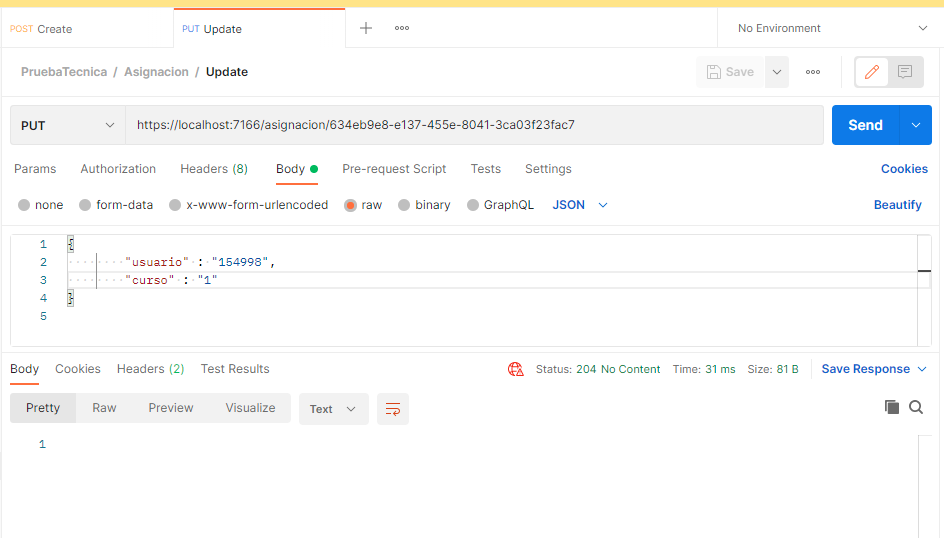 POST Create PUT Update No Environment
PruebaTecnica / Asignacion / Update Save
PUT https://localhost:7166/asignacion/634eb9e8-e137-455e-8041-3ca03f23fac7 Send
Params Authorization Headers (8) Body Pre-request Script Tests Settings Cookies
none form-data x-www-form-urlencoded raw binary GraphQL JSON Beautify
1 {
2 "usuario" : "154998",
3 "curso" : "1"
4 }
5
Body Cookies Headers (2) Test Results Status: 204 No Content Time: 31 ms Size: 81 B Save Response
Pretty Raw Preview Visualize Text
1